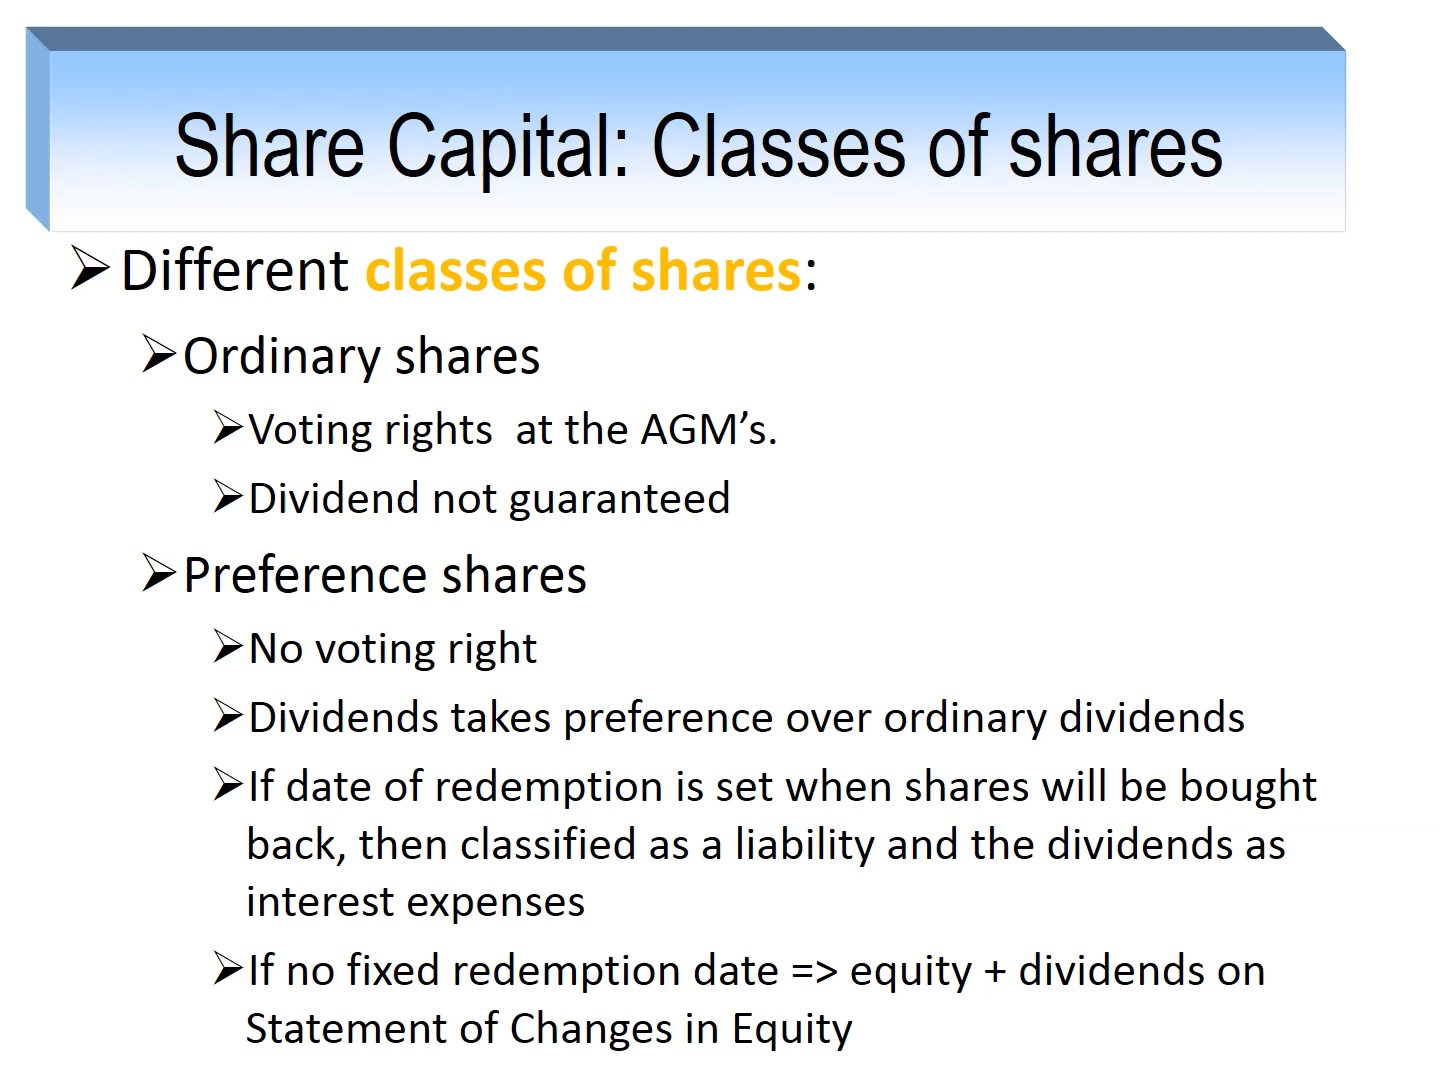 Share Capital: Classes of shares
➢Different classes of shares:
➢Ordinary shares
➢Voting rights  at the AGM’s.
➢Dividend not guaranteed
➢Preference shares
➢No voting right
➢Dividends takes preference over ordinary dividends
➢If date of redemption is set when shares will be bought
back, then classified as a liability and the dividends as
interest expenses
➢If no fixed redemption date => equity + dividends on
Statement of Changes in Equity